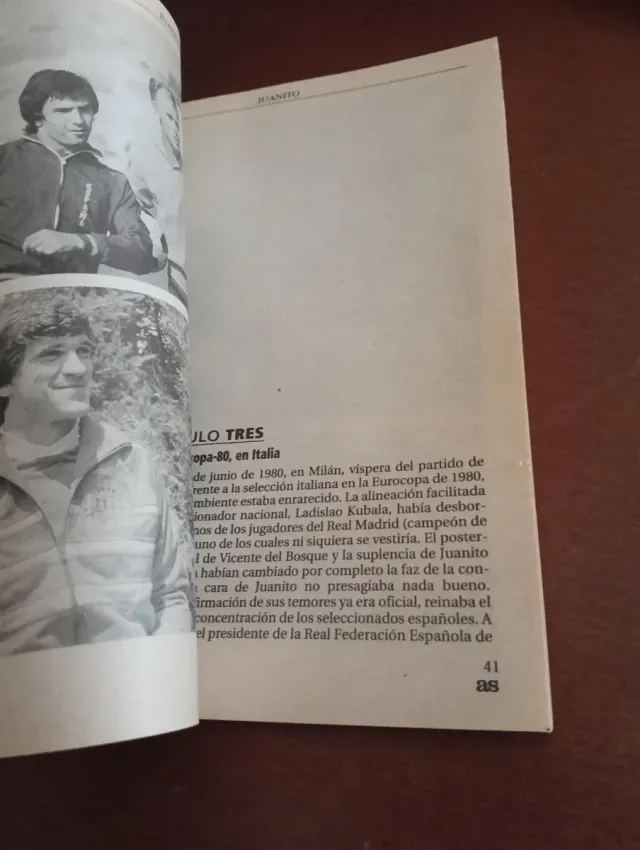 ESPAÑA
JUANITO
ULO TRES
copa-80, en Italia
de junio de 1980, en Milán, víspera del partido de
rente a la selección italiana en la Eurocopa de 1980,
mbiente estaba enrarecido. La alineación facilitada
cionador nacional, Ladislao Kubala, había desbor-
nos de los jugadores del Real Madrid (campeón de
uno de los cuales ni siquiera se vestiría. El poster-
l de Vicente del Bosque y la suplencia de Juanito
habían cambiado por completo la faz de la con-
cara de Juanito no presagiaba nada bueno.
firmación de sus temores ya era oficial, reinaba el
concentración de los seleccionados españoles. A
el presidente de la Real Federación Española de
41
as